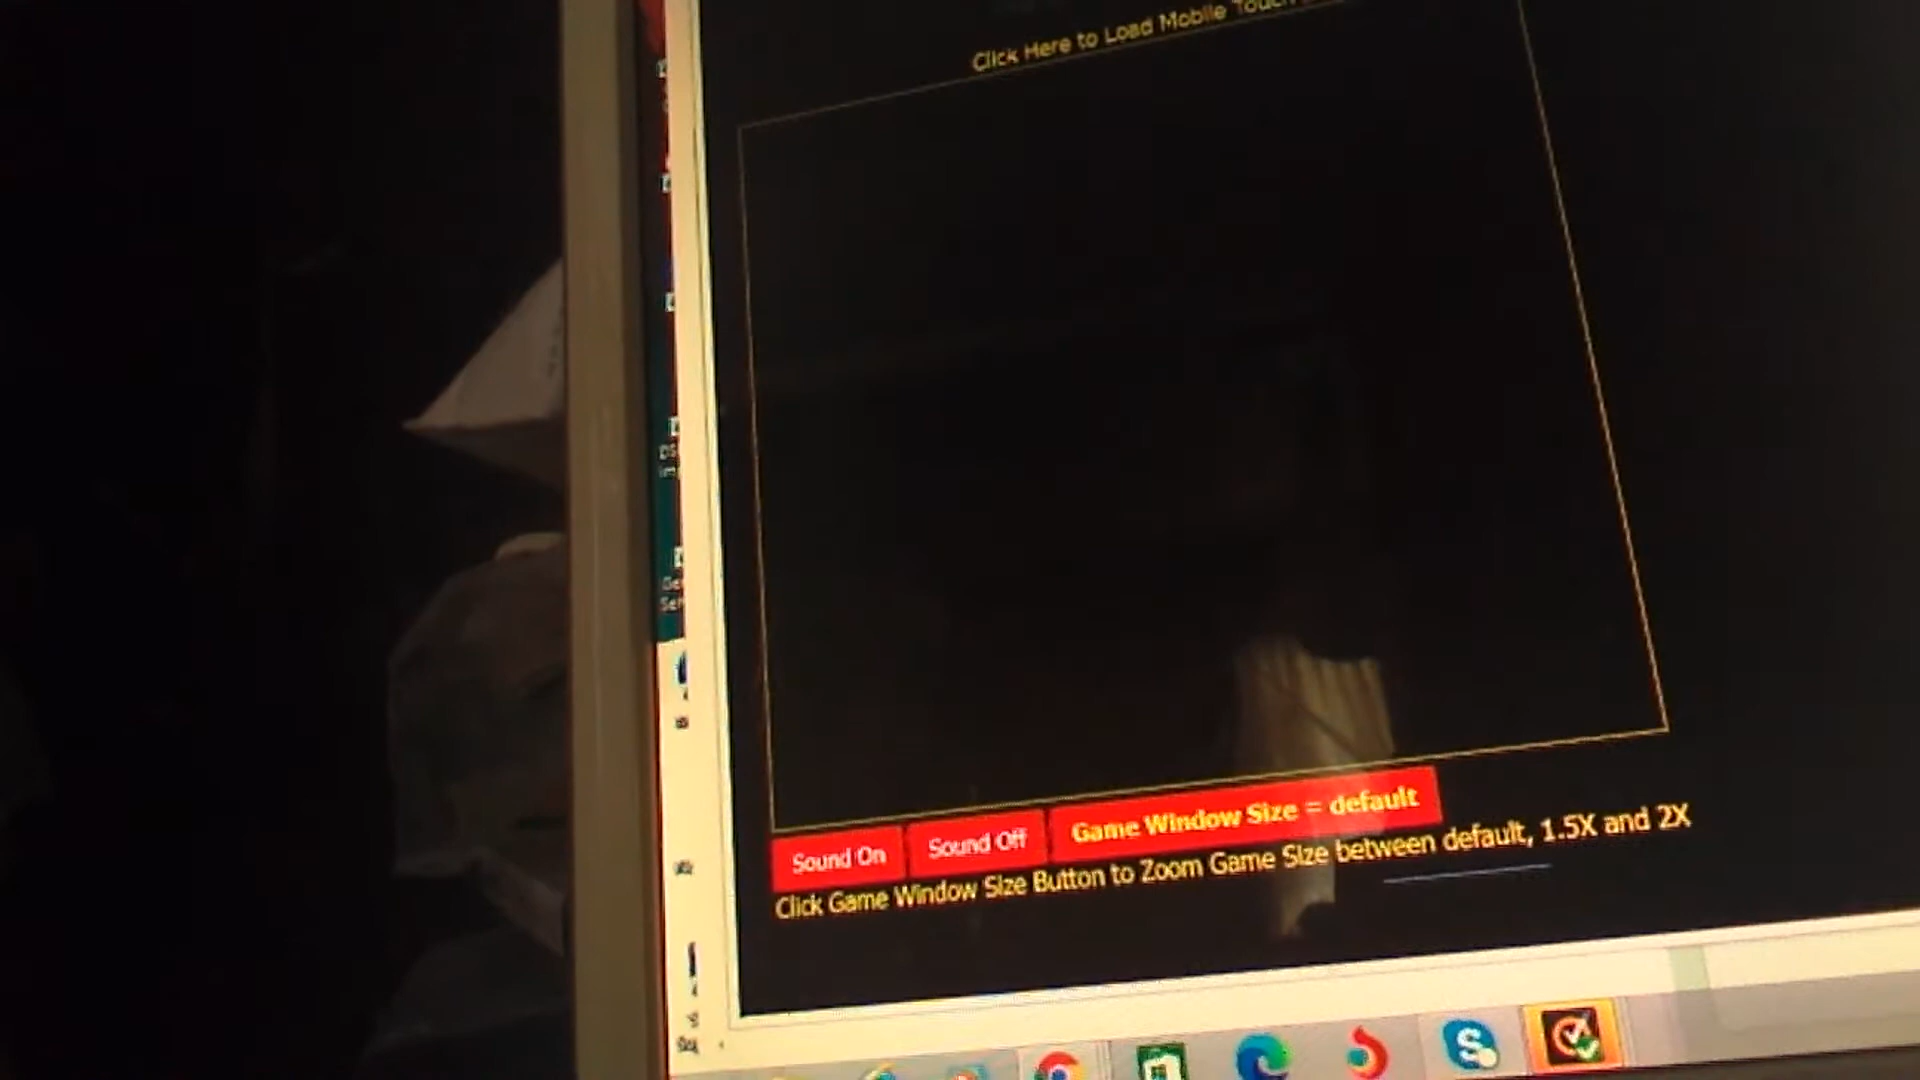 Click Here to Load Mobile Touch
Sound On
Sound Off
Game Window Size = default
Click Game Window Size Button to Zoom Game Size between default, 1.5X and 2X